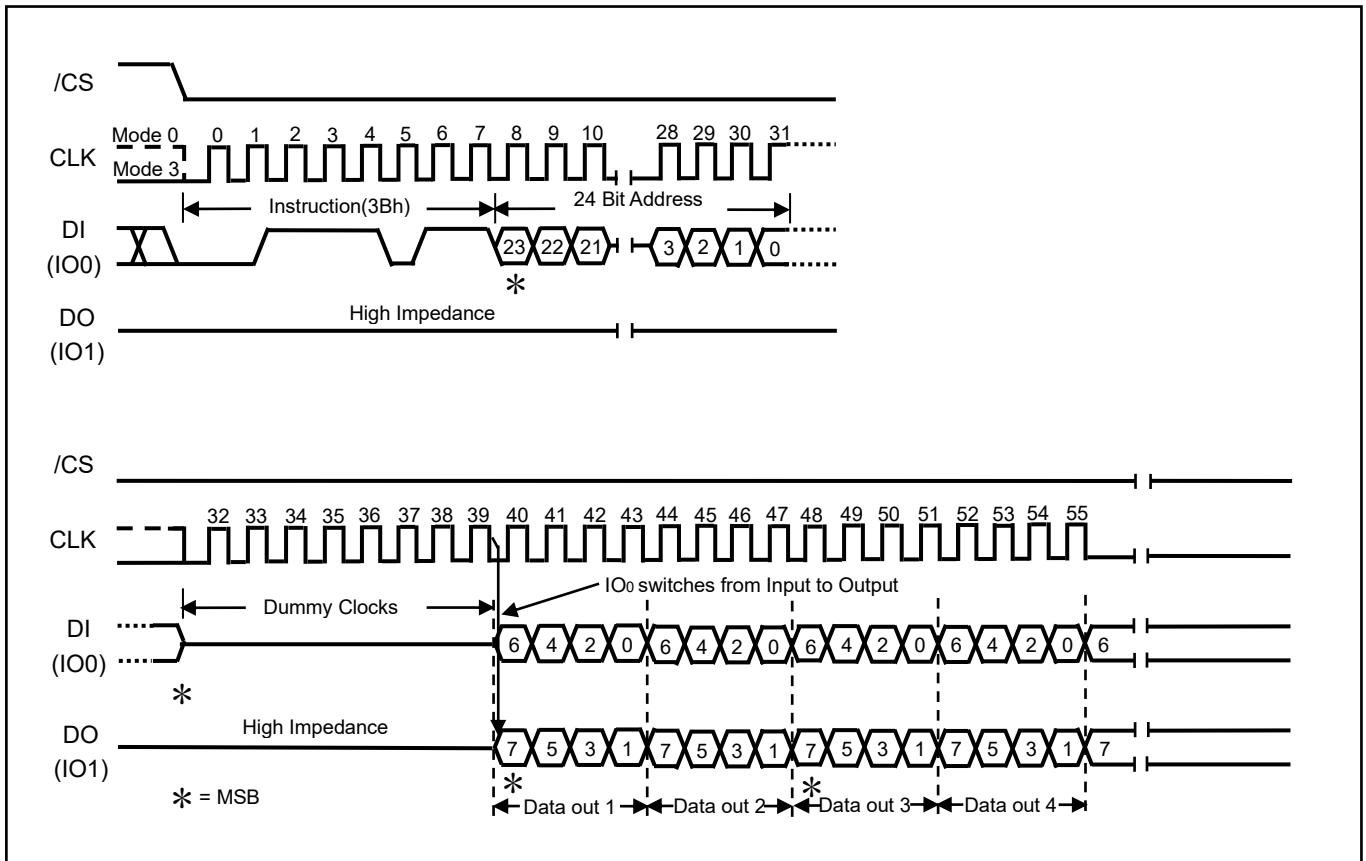 /CS
Mode 0 0 1 2 3 4 5 6 7 8 9 10 28 29 30 31
CLK
Mode 3
Instruction(3Bh) 24 Bit Address
DI
(IO0)
23 22 21 3 2 1 0
*
DO
(IO1)
High Impedance
/CS
32 33 34 35 36 37 38 39 40 41 42 43 44 45 46 47 48 49 50 51 52 53 54 55
CLK
IO0 switches from Input to Output
Dummy Clocks
DI
(IO0)
6 4 2 0 6 4 2 0 6 4 2 0 6 4 2 0 6
*
High Impedance
DO
(IO1)
7 5 3 1 7 5 3 1 7 5 3 1 7 5 3 1 7
* *
* = MSB
Data out 1 Data out 2 Data out 3 Data out 4